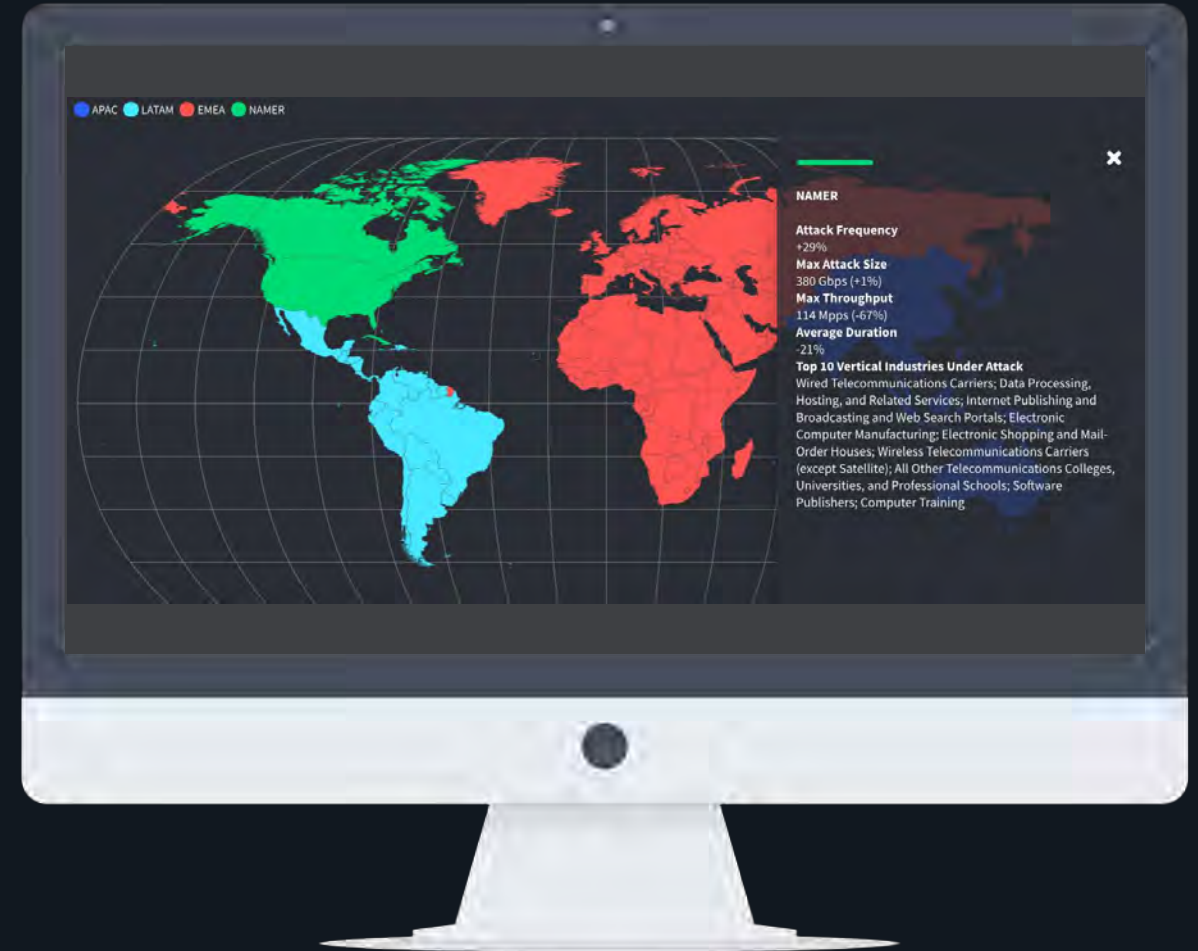 APAC LATAM EMEA NAMER
NAMER
Attack Frequency
+29%
Max Attack Size
380 Gbps (+1%)
Max Throughput
114 Mpps (-67%)
Average Duration
-21%
Top 10 Vertical Industries Under Attack
Wired Telecommunications Carriers; Data Processing,
Hosting, and Related Services; Internet Publishing and
Broadcasting and Web Search Portals; Electronic
Computer Manufacturing; Electronic Shopping and Mail-
Order Houses; Wireless Telecommunications Carriers
(except Satellite); All Other Telecommunications Colleges,
Universities, and Professional Schools; Software
Publishers; Computer Training